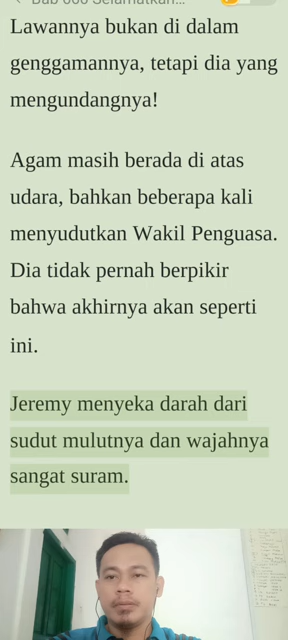 Lawannya bukan di dalam
genggamannya, tetapi dia yang
mengundangnya!
Agam masih berada di atas
udara, bahkan beberapa kali
menyudutkan Wakil Penguasa.
Dia tidak pernah berpikir
bahwa akhirnya akan seperti
ini.
Jeremy menyeka darah dari
sudut mulutnya dan wajahnya
sangat suram.